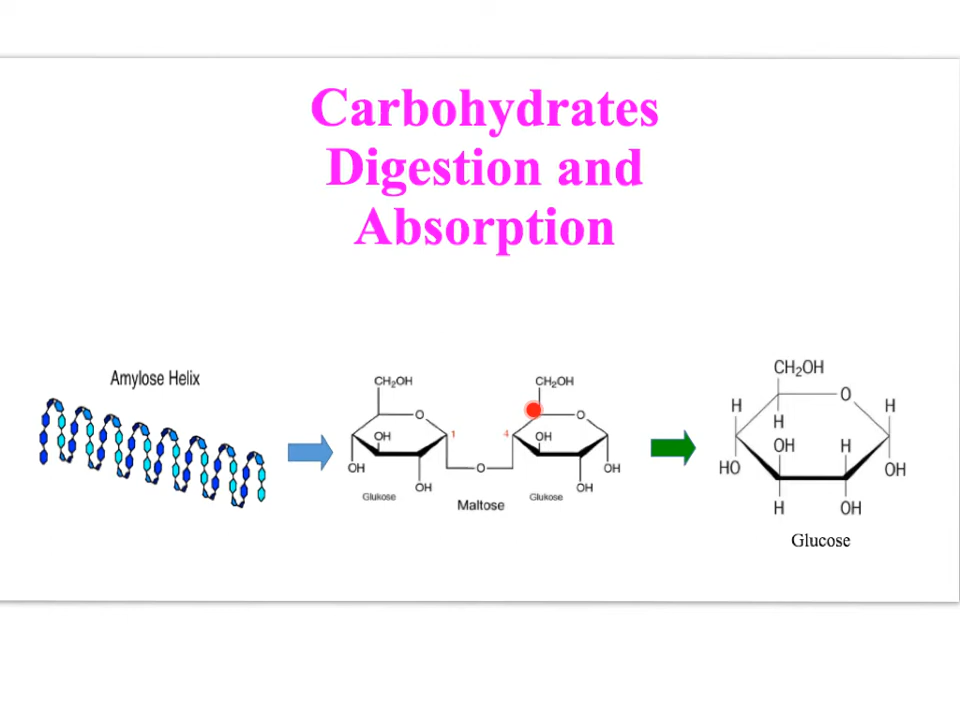 Carbohydrates
Digestion and
Absorption
Amylose Helix
CH₂OH
O
OH
OH
OH
1
Glukose
O
Maltose
CH₂OH
O
4
OH
OH
OH
Glukose
CH₂OH
O
H
H
H
OH
H
HO
OH
H
OH
Glucose